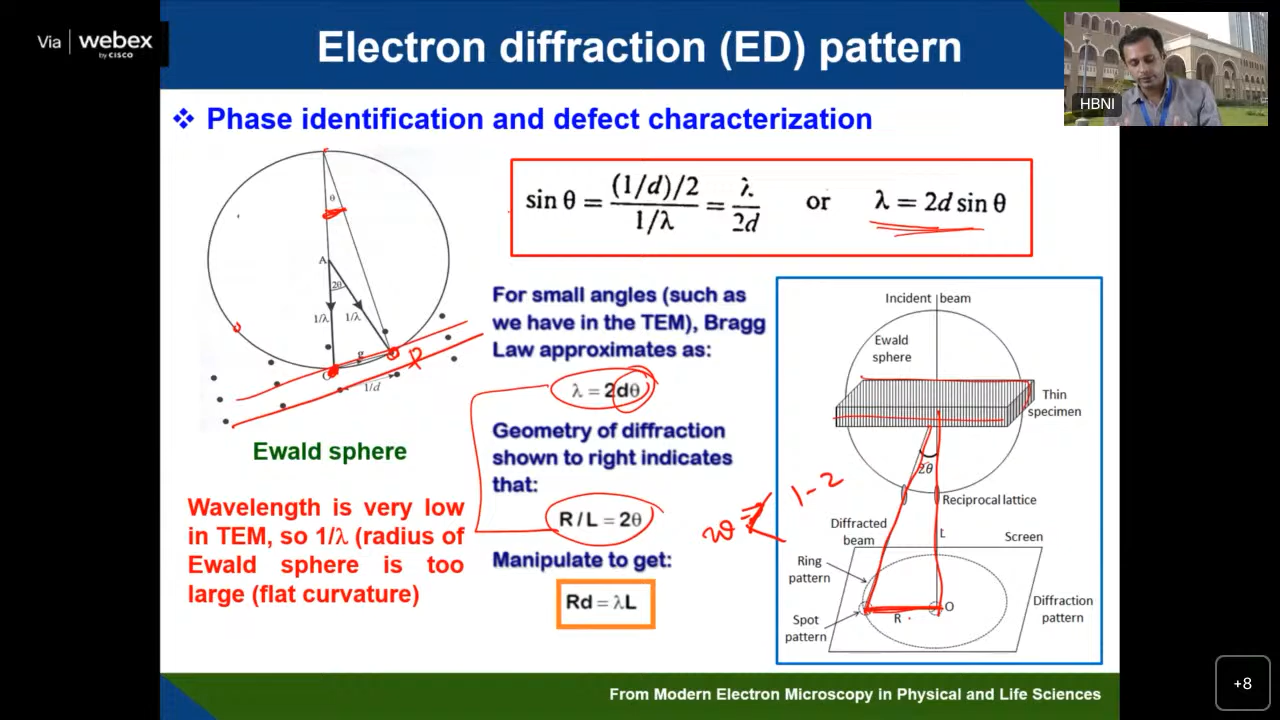 Via | webex
by CISCO
Electron diffraction (ED) pattern
HBNI
❖ Phase identification and defect characterization
θ
A
2θ
1/λ
1/λ
g
P
1/d
Ewald sphere
Wavelength is very low
in TEM, so 1/λ (radius of
Ewald sphere is too
large (flat curvature)
sin θ = (1/d)/2 / 1/λ = λ / 2d or λ = 2d sin θ
For small angles (such as
we have in the TEM), Bragg
Law approximates as:
λ = 2dθ
Geometry of diffraction
shown to right indicates
that:
R / L = 2θ
Manipulate to get:
Rd = λL
2θ
1-2
Incident beam
Ewald
sphere
Thin
specimen
2θ
Reciprocal lattice
Diffracted
beam
L
Screen
Ring
pattern
O
Spot
pattern
R
Diffraction
pattern
From Modern Electron Microscopy in Physical and Life Sciences
+8